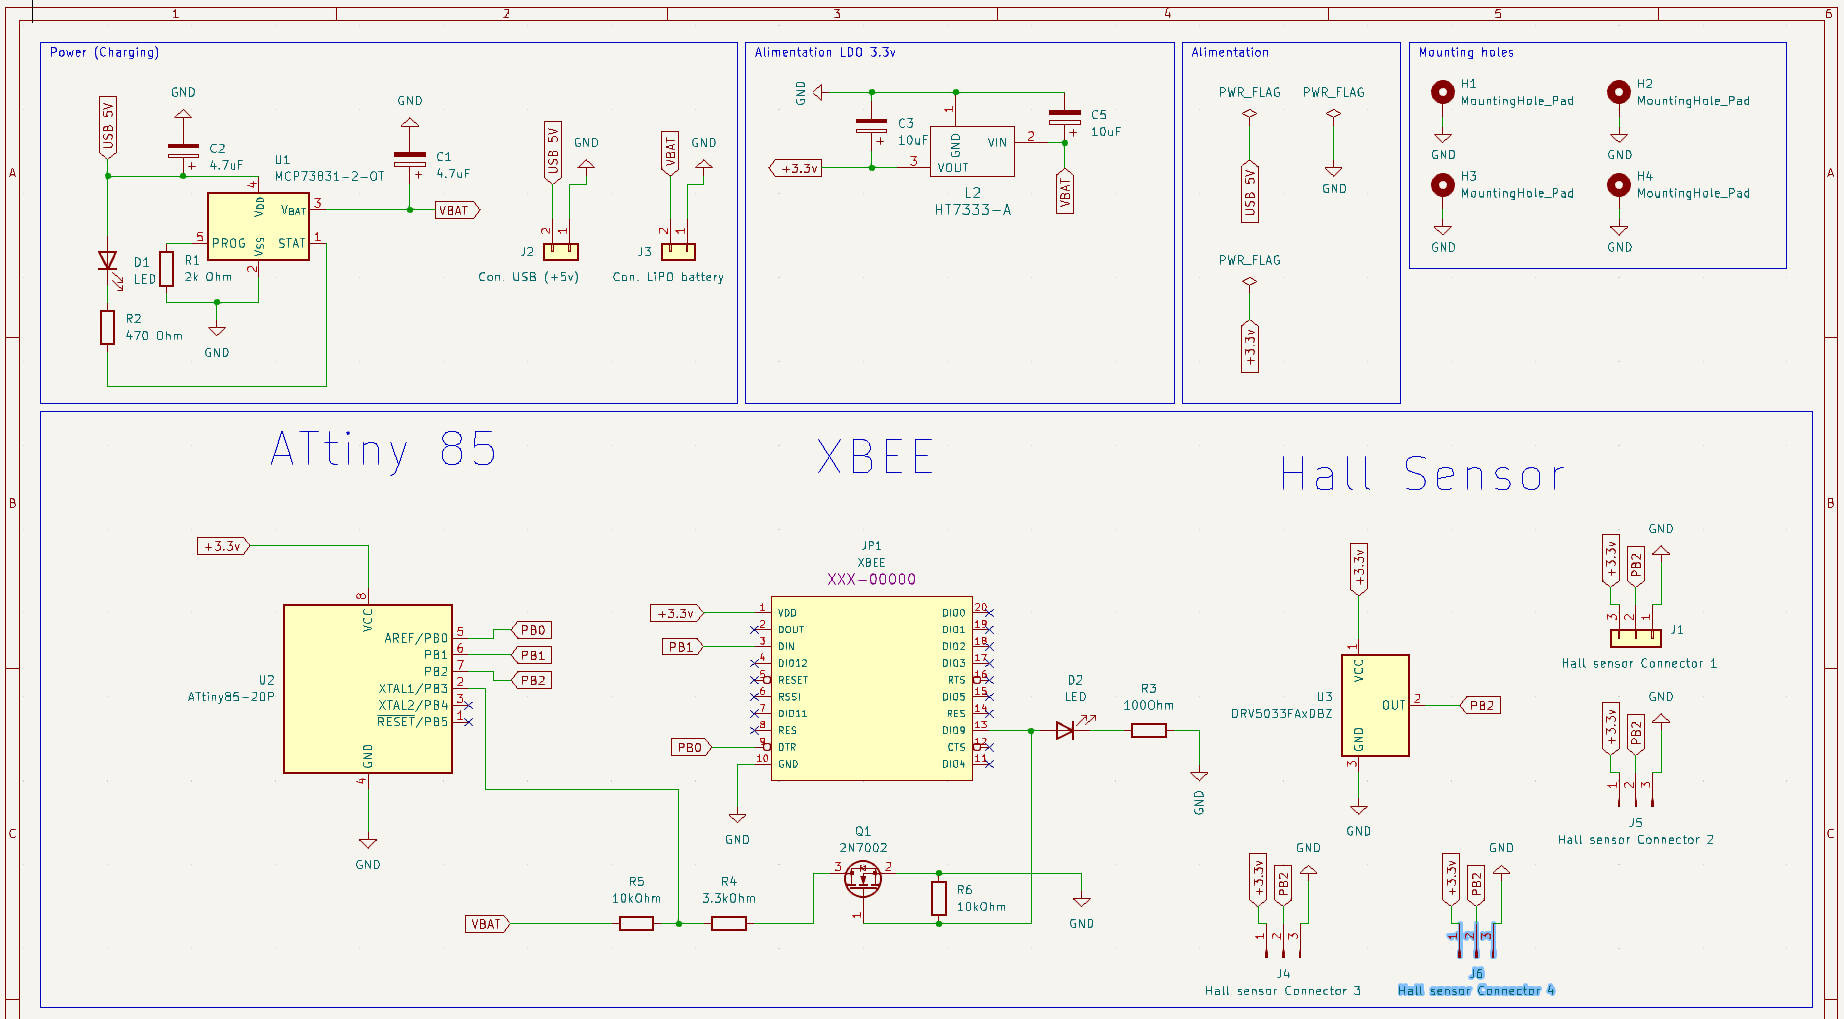 1 2 3 4 5 6
A
B
C
A
B
C
Power (Charging)
USB 5V
GND
C2
4.7uF
GND
C1
4.7uF
U1
MCP73831-2-OT
4
VDD
VBAT
3
VBAT
5
PROG
VSS
STAT
1
2
D1
LED
R1
2k Ohm
R2
470 Ohm
GND
USB 5V
GND
2
1
J2
Con. USB (+5v)
VBAT
GND
2
1
J3
Con. LiPO battery
Alimentation LDO 3.3v
GND
C3
10uF
C5
10uF
1
GND
VIN
2
+3.3v
3
VOUT
L2
HT7333-A
VBAT
Alimentation
PWR_FLAG
PWR_FLAG
USB 5V
GND
PWR_FLAG
+3.3v
Mounting holes
H1
MountingHole_Pad
GND
H2
MountingHole_Pad
GND
H3
MountingHole_Pad
GND
H4
MountingHole_Pad
GND
ATtiny 85
XBEE
Hall Sensor
+3.3v
8
VCC
AREF/PB0
5
PB0
PB1
6
PB1
PB2
7
PB2
XTAL1/PB3
2
XTAL2/PB4
3
RESET/PB5
1
U2
ATtiny85-20P
GND
4
GND
JP1
XBEE
XXX-00000
+3.3v
1
VDD
2
DOUT
PB1
3
DIN
4
DIO12
5
RESET
6
RSSI
7
DIO11
8
RES
PB0
9
DTR
10
GND
GND
DIO0
20
DIO1
19
DIO2
18
DIO3
17
RTS
16
DIO5
15
RES
14
DIO9
13
CTS
12
DIO4
11
D2
LED
R3
100Ohm
GND
VBAT
R5
10kOhm
R4
3.3kOhm
Q1
2N7002
3
2
1
R6
10kOhm
GND
+3.3v
1
VCC
U3
DRV5033FAxDBZ
OUT
2
PB2
GND
3
GND
GND
+3.3v
PB2
3
2
1
J1
Hall sensor Connector 1
GND
+3.3v
PB2
1
2
3
J5
Hall sensor Connector 2
GND
+3.3v
PB2
1
2
3
J4
Hall sensor Connector 3
GND
+3.3v
PB2
1
2
3
J6
Hall sensor Connector 4